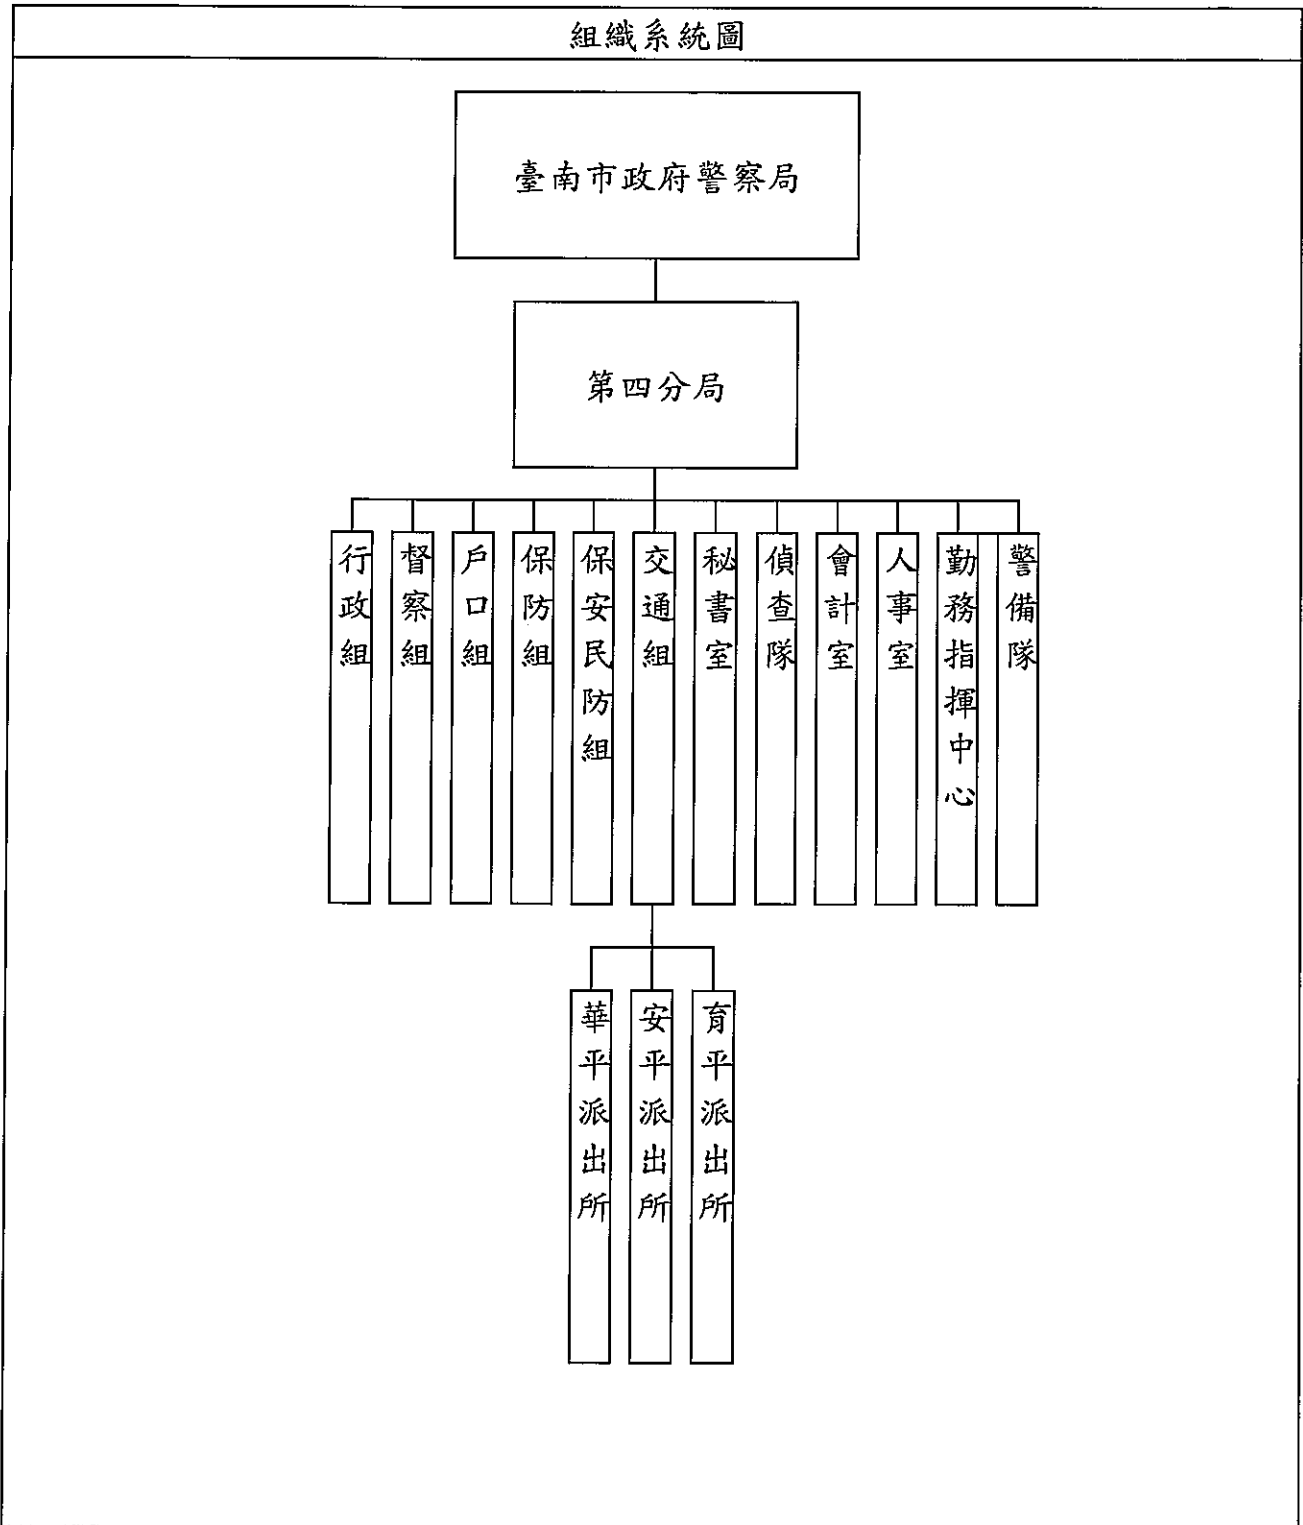 組織系統圖
臺南市政府警察局
第四分局
行政組
督察組
戶口組
保防組
保安民防組
交通組
秘書室
偵查隊
會計室
人事室
勤務指揮中心
警備隊
華平派出所
安平派出所
育平派出所